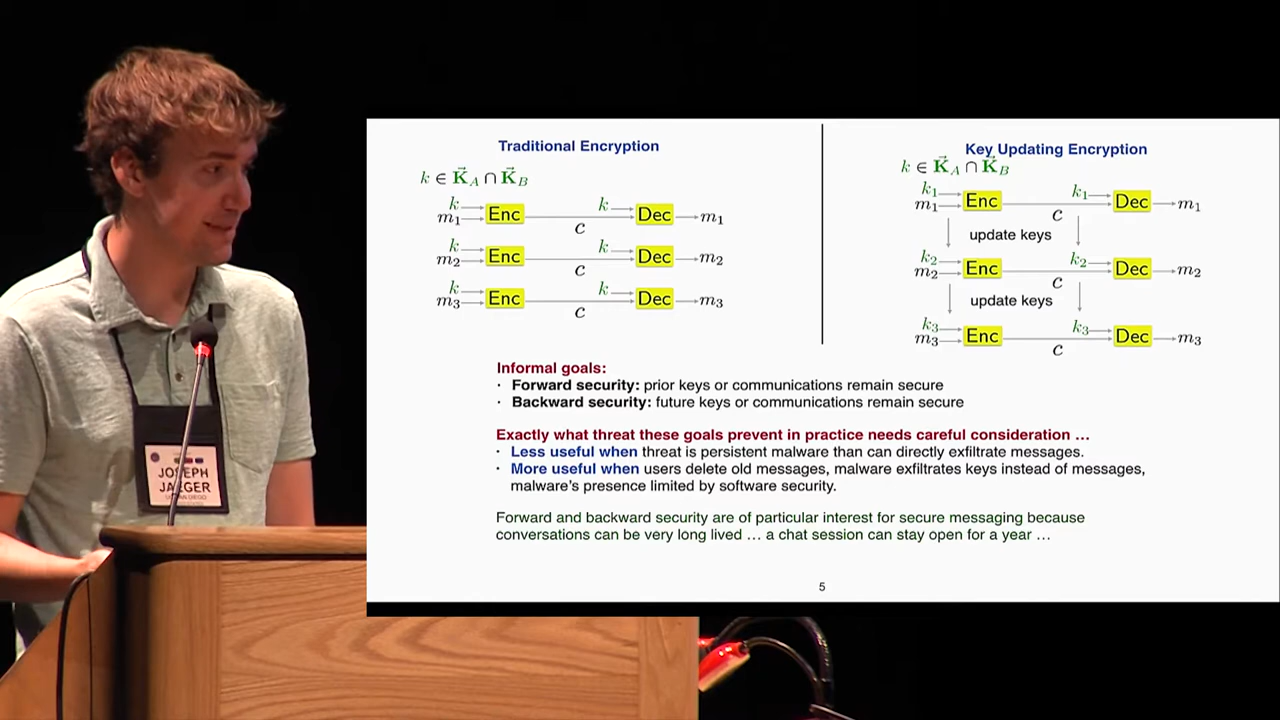 Traditional Encryption
k ∈ K⃗_A ∩ K⃗_B
k
m₁
Enc
c
k
Dec
m₁
k
m₂
Enc
c
k
Dec
m₂
k
m₃
Enc
c
k
Dec
m₃
Key Updating Encryption
k ∈ K⃗_A ∩ K⃗_B
k₁
m₁
Enc
c
k₁
Dec
m₁
update keys
k₂
m₂
Enc
c
k₂
Dec
m₂
update keys
k₃
m₃
Enc
c
k₃
Dec
m₃
Informal goals:
· Forward security: prior keys or communications remain secure
· Backward security: future keys or communications remain secure
Exactly what threat these goals prevent in practice needs careful consideration …
· Less useful when threat is persistent malware than can directly exfiltrate messages.
· More useful when users delete old messages, malware exfiltrates keys instead of messages,
malware's presence limited by software security.
Forward and backward security are of particular interest for secure messaging because
conversations can be very long lived … a chat session can stay open for a year …
5
JOSEPH
JAEGER